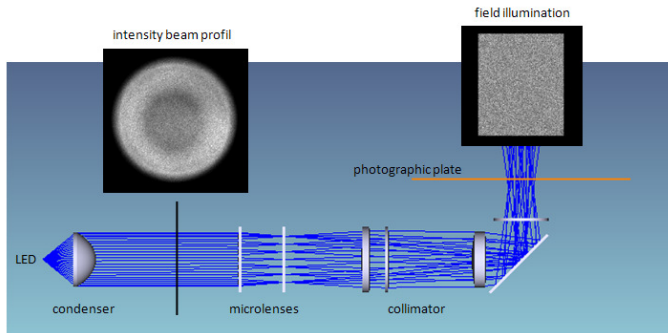 field illumination
intensity beam profil
photographic plate
LED
condenser
microlenses
collimator